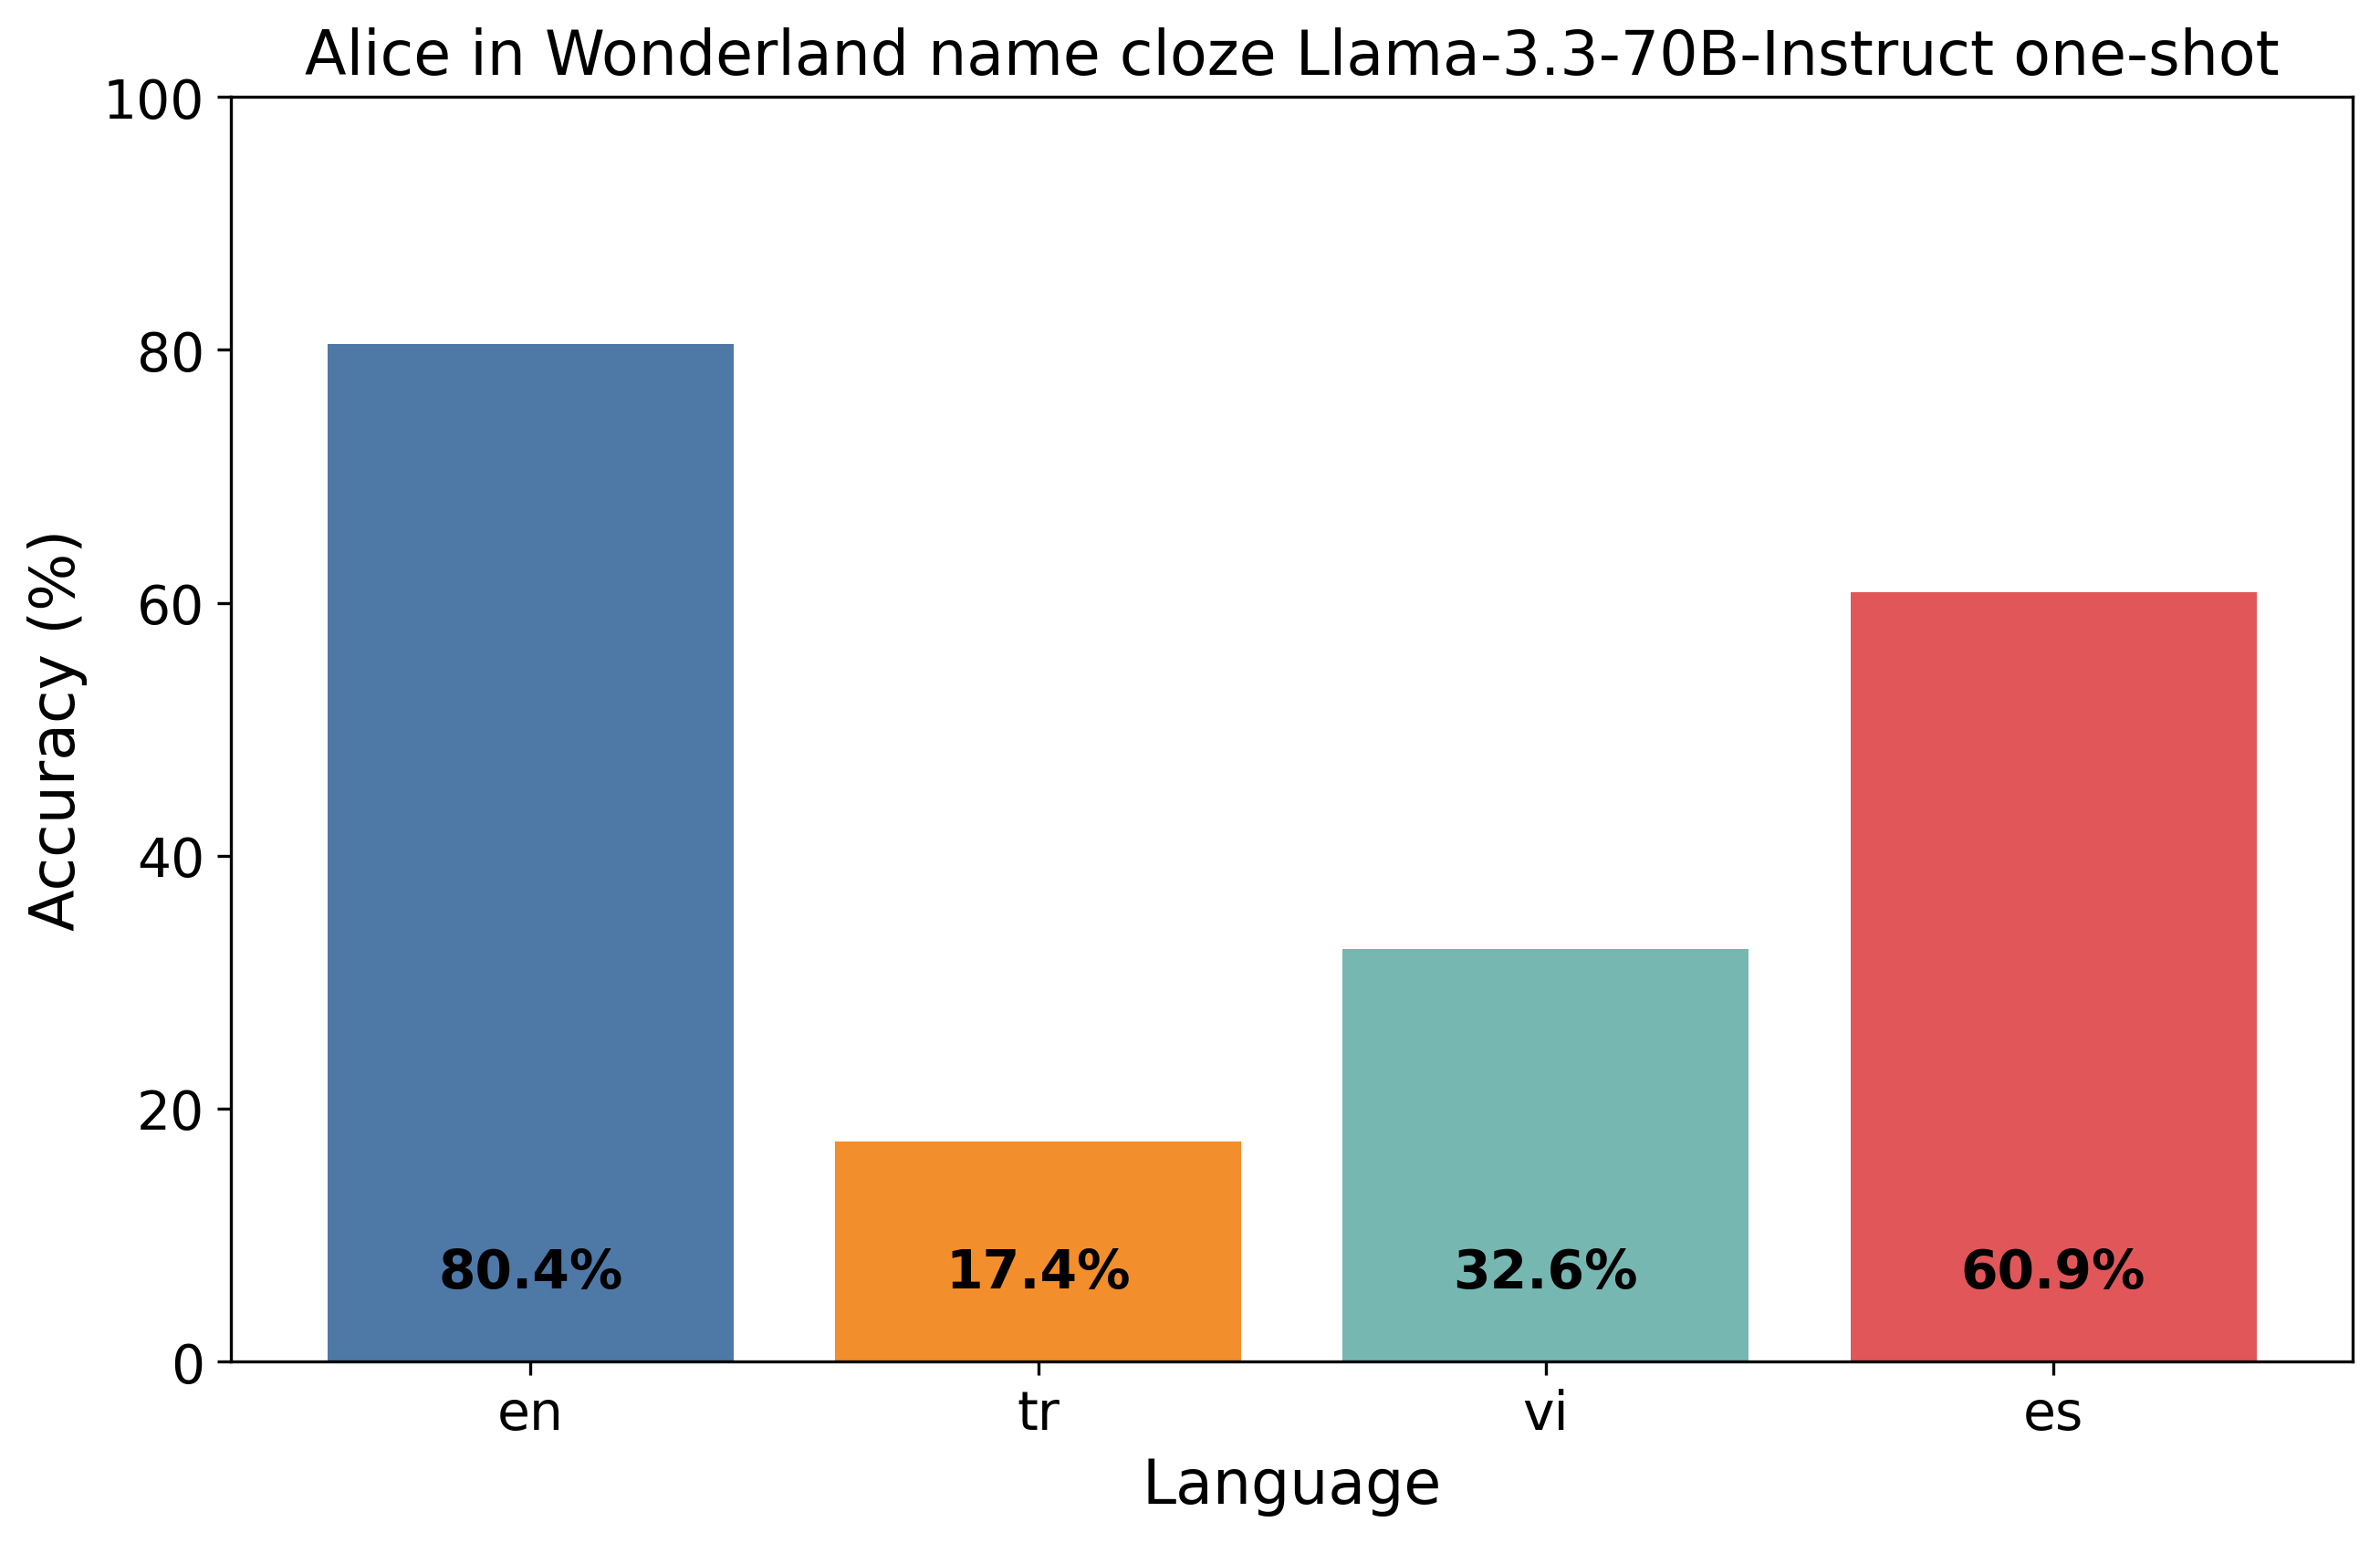 Alice in Wonderland name cloze Llama-3.3-70B-Instruct one-shot
100
80
60
40
20
0
Accuracy (%)
80.4%
17.4%
32.6%
60.9%
en
tr
vi
es
Language